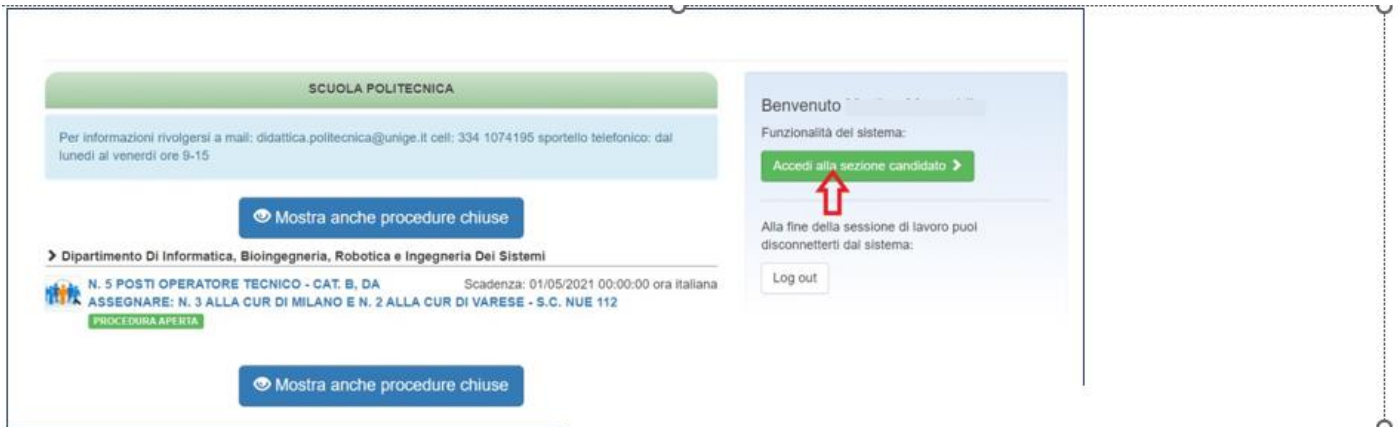 SCUOLA POLITECNICA
Per informazioni rivolgersi a mail: didattica.politecnica@unige.it cell: 334 1074195 sportello telefonico: dal
lunedì al venerdì ore 9-15
Mostra anche procedure chiuse
Dipartimento Di Informatica, Bioingegneria, Robotica e Ingegneria Dei Sistemi
N. 5 POSTI OPERATORE TECNICO - CAT. B, DA Scadenza: 01/05/2021 00:00:00 ora italiana
ASSEGNARE: N. 3 ALLA CUR DI MILANO E N. 2 ALLA CUR DI VARESE - S.C. NUE 112
PROCEDURA APERTA
Mostra anche procedure chiuse
Benvenuto
Funzionalità del sistema:
Accedi alla sezione candidato
Alla fine della sessione di lavoro puoi
disconnetterti dal sistema:
Log out